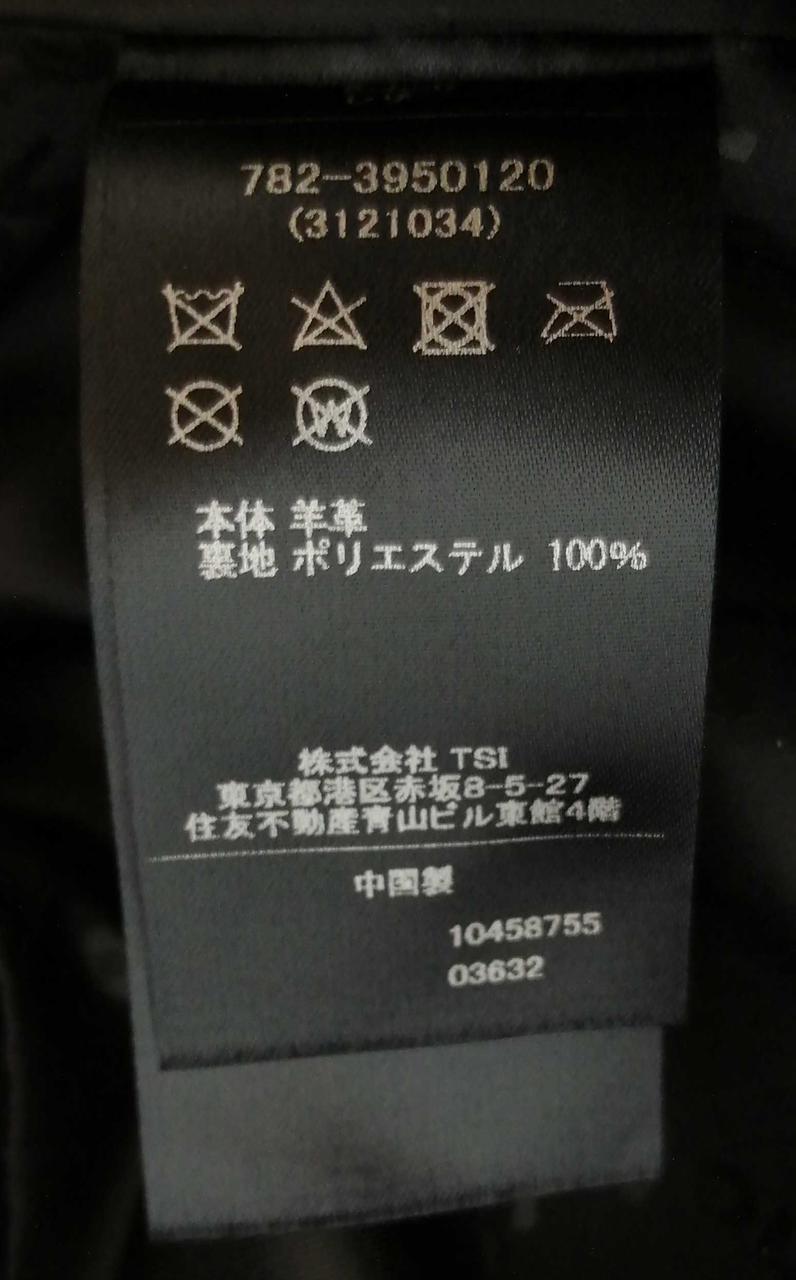 782-3950120
(3121034)
W
本体 羊革
裏地 ポリエステル 100%
株式会社 TSI
東京都港区赤坂8-5-27
住友不動産青山ビル東館4階
中国製
10458755
03632